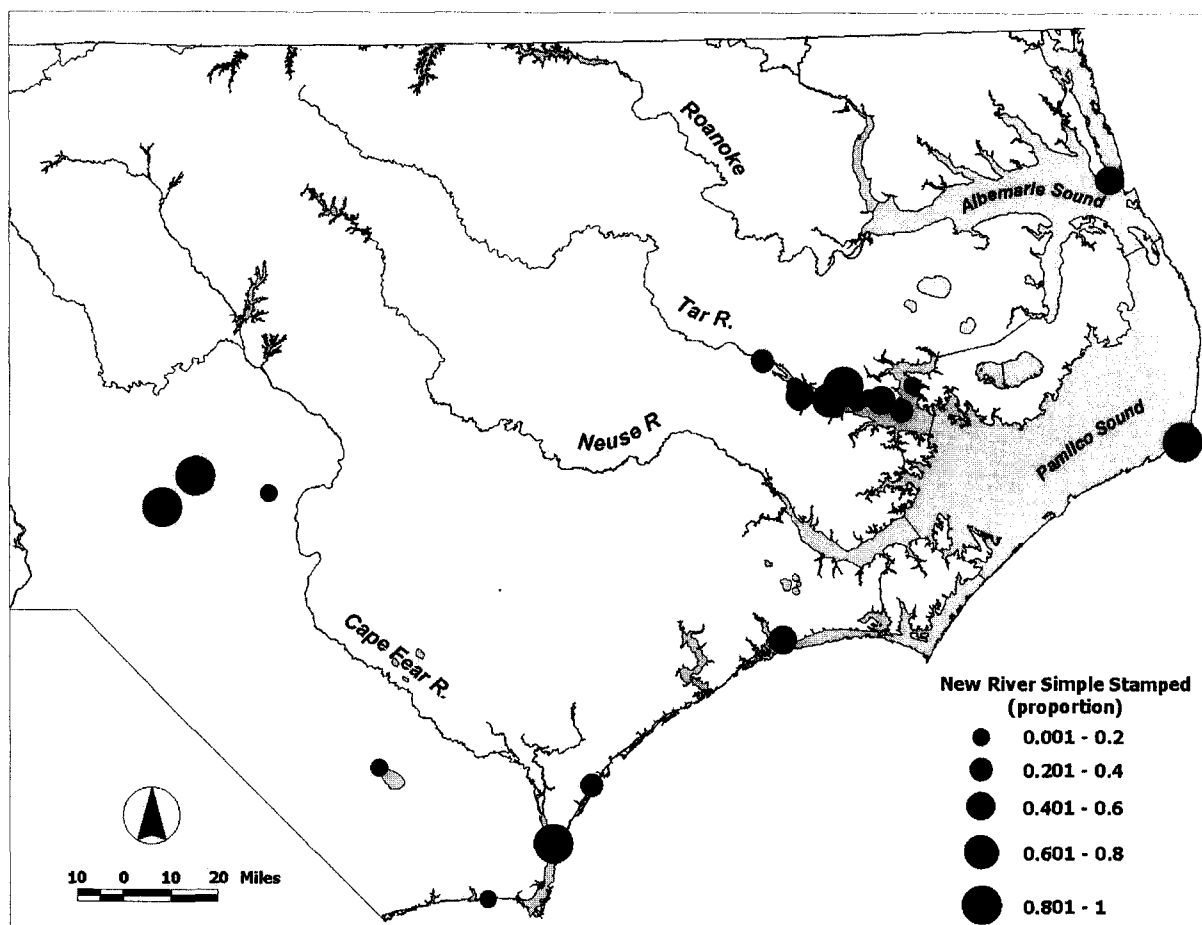 Roanoke
Albemarle Sound
Tar R.
Pamlico Sound
Neuse R
Cape Fear R.
New River Simple Stamped
(proportion)
0.001 - 0.2
0.201 - 0.4
0.401 - 0.6
0.601 - 0.8
0.801 - 1
10 0 10 20 Miles